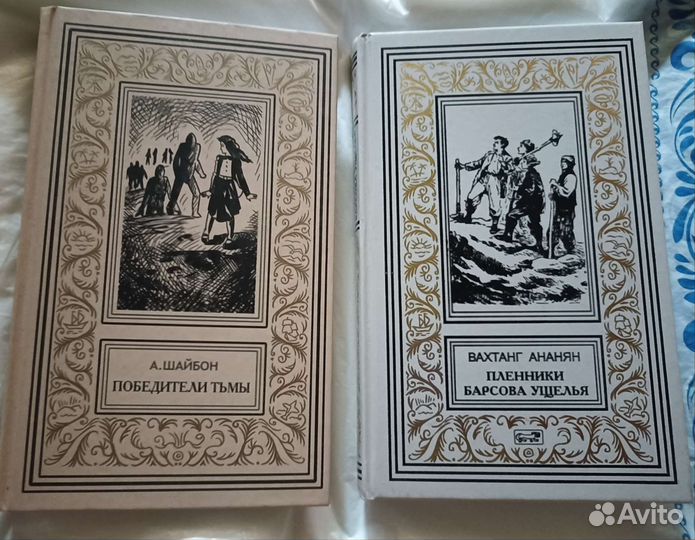 А. ШАЙБОН
ПОБЕДИТЕЛИ ТЬМЫ
ВАХТАНГ АНАНЯН
ПЛЕННИКИ
БАРСОВА УЩЕЛЬЯ
Avito